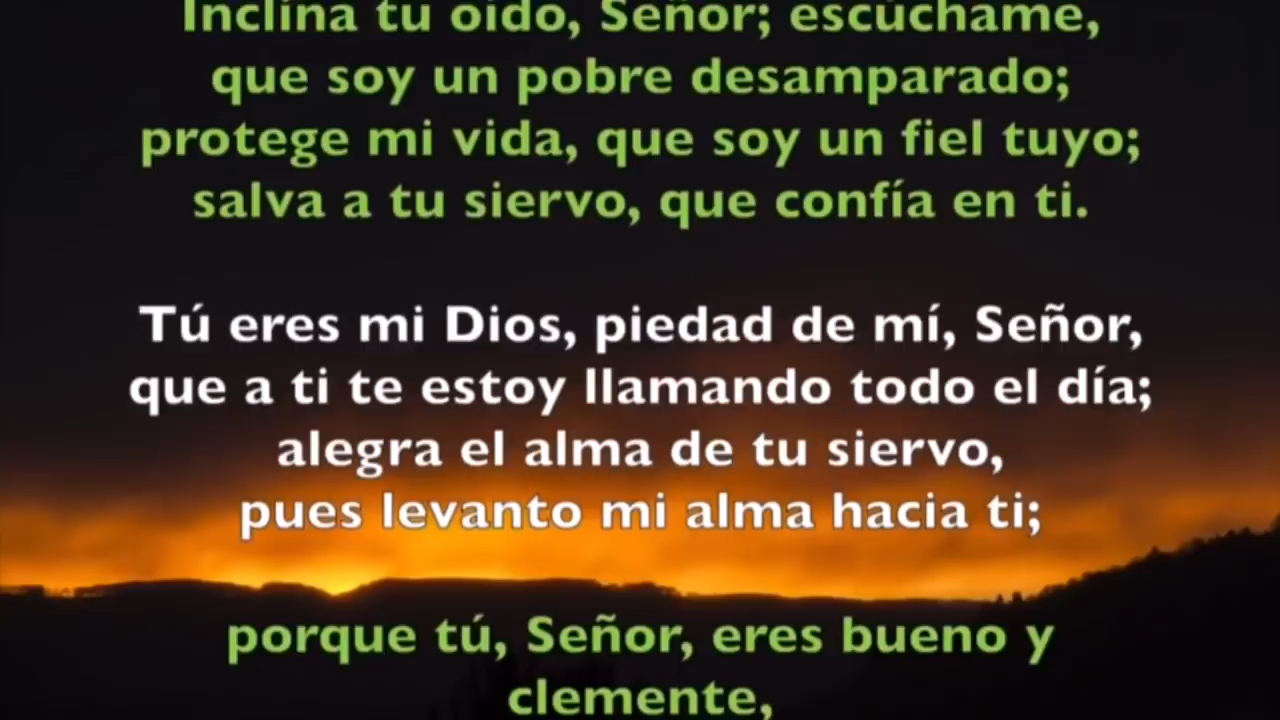 Inclina tu oído, Señor; escúchame,
que soy un pobre desamparado;
protege mi vida, que soy un fiel tuyo;
salva a tu siervo, que confía en ti.
Tú eres mi Dios, piedad de mí, Señor,
que a ti te estoy llamando todo el día;
alegra el alma de tu siervo,
pues levanto mi alma hacia ti;
porque tú, Señor, eres bueno y
clemente,